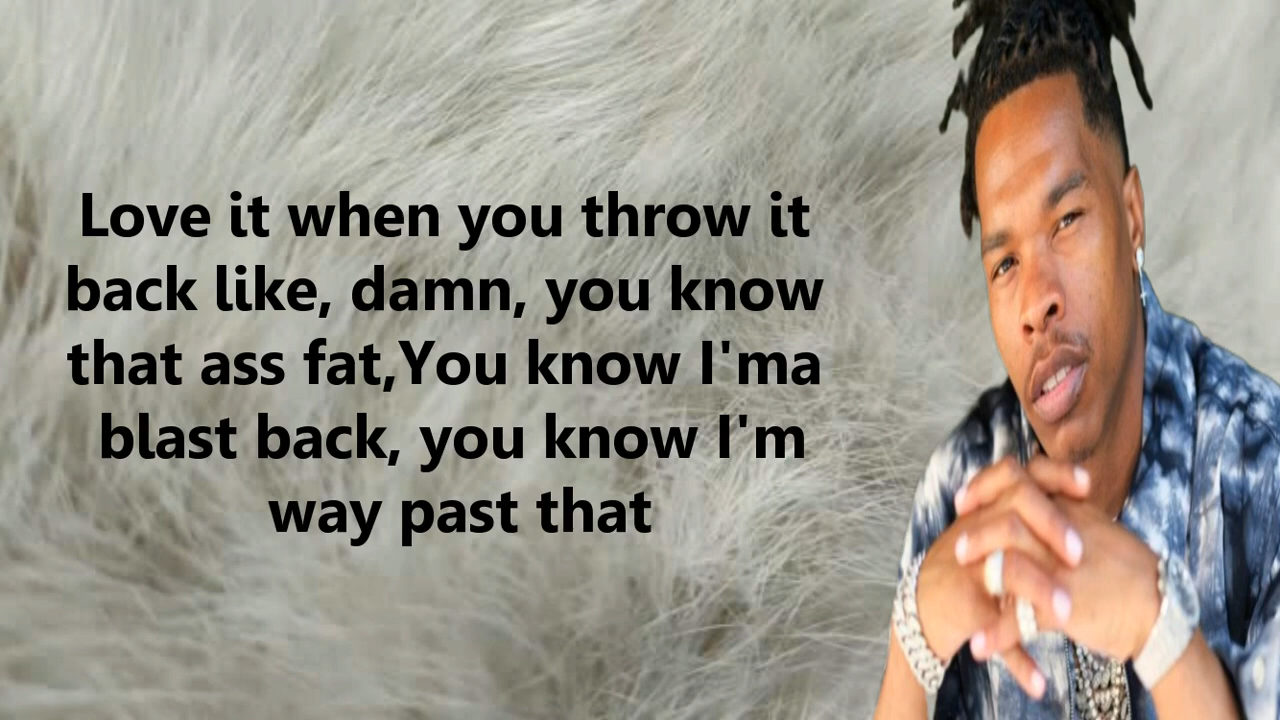 Love it when you throw it
back like, damn, you know
that ass fat,You know I'ma
blast back, you know I'm
way past that